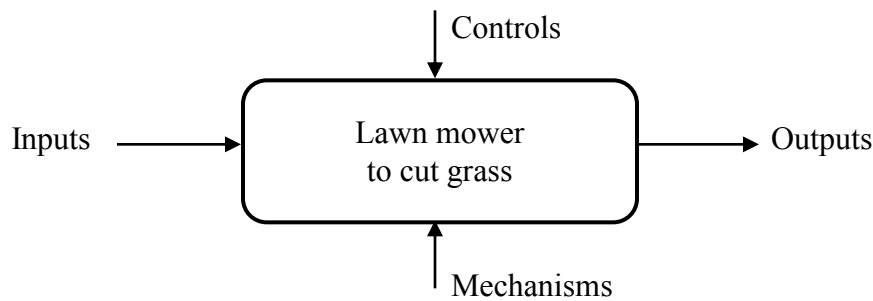 Controls
Inputs
Lawn mower
to cut grass
Outputs
Mechanisms